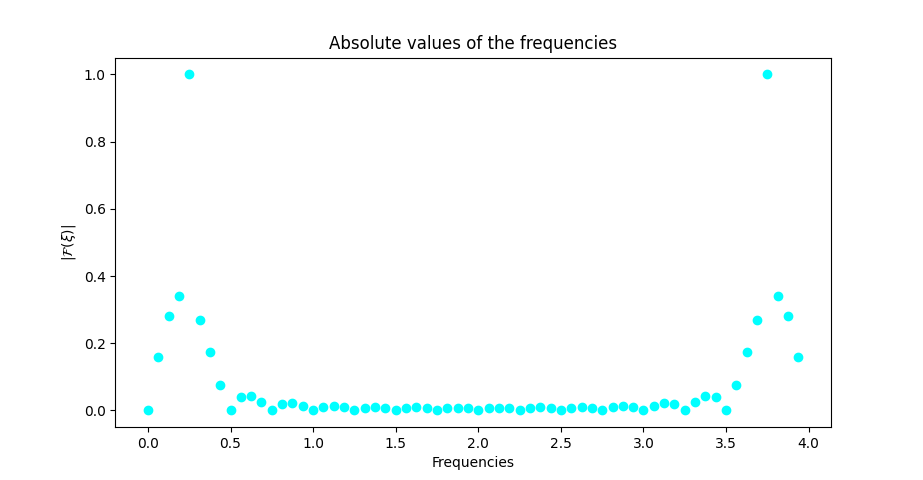 Absolute values of the frequencies
1.0
0.8
0.6
0.4
0.2
0.0
|ℱ(ξ)|
0.0 0.5 1.0 1.5 2.0 2.5 3.0 3.5 4.0
Frequencies